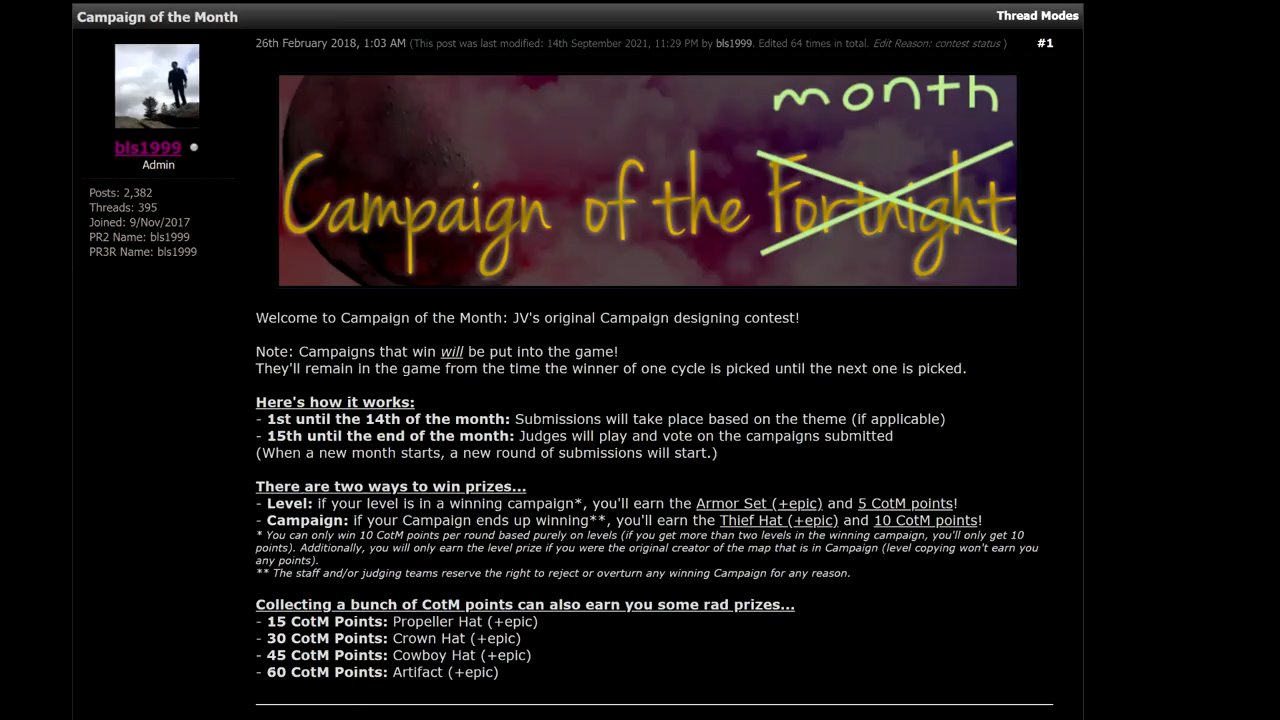 Campaign of the Month
Thread Modes
26th February 2018, 1:03 AM (This post was last modified: 14th September 2021, 11:29 PM by bls1999. Edited 64 times in total. Edit Reason: contest status )
#1
bls1999
Admin
Posts: 2,382
Threads: 395
Joined: 9/Nov/2017
PR2 Name: bls1999
PR3R Name: bls1999
month
Campaign of the Fortnight
Welcome to Campaign of the Month: JV's original Campaign designing contest!
Note: Campaigns that win will be put into the game!
They'll remain in the game from the time the winner of one cycle is picked until the next one is picked.
Here's how it works:
- 1st until the 14th of the month: Submissions will take place based on the theme (if applicable)
- 15th until the end of the month: Judges will play and vote on the campaigns submitted
(When a new month starts, a new round of submissions will start.)
There are two ways to win prizes...
- Level: if your level is in a winning campaign*, you'll earn the Armor Set (+epic) and 5 CotM points!
- Campaign: if your Campaign ends up winning**, you'll earn the Thief Hat (+epic) and 10 CotM points!
* You can only win 10 CotM points per round based purely on levels (if you get more than two levels in the winning campaign, you'll only get 10
points). Additionally, you will only earn the level prize if you were the original creator of the map that is in Campaign (level copying won't earn you
any points).
** The staff and/or judging teams reserve the right to reject or overturn any winning Campaign for any reason.
Collecting a bunch of CotM points can also earn you some rad prizes...
- 15 CotM Points: Propeller Hat (+epic)
- 30 CotM Points: Crown Hat (+epic)
- 45 CotM Points: Cowboy Hat (+epic)
- 60 CotM Points: Artifact (+epic)